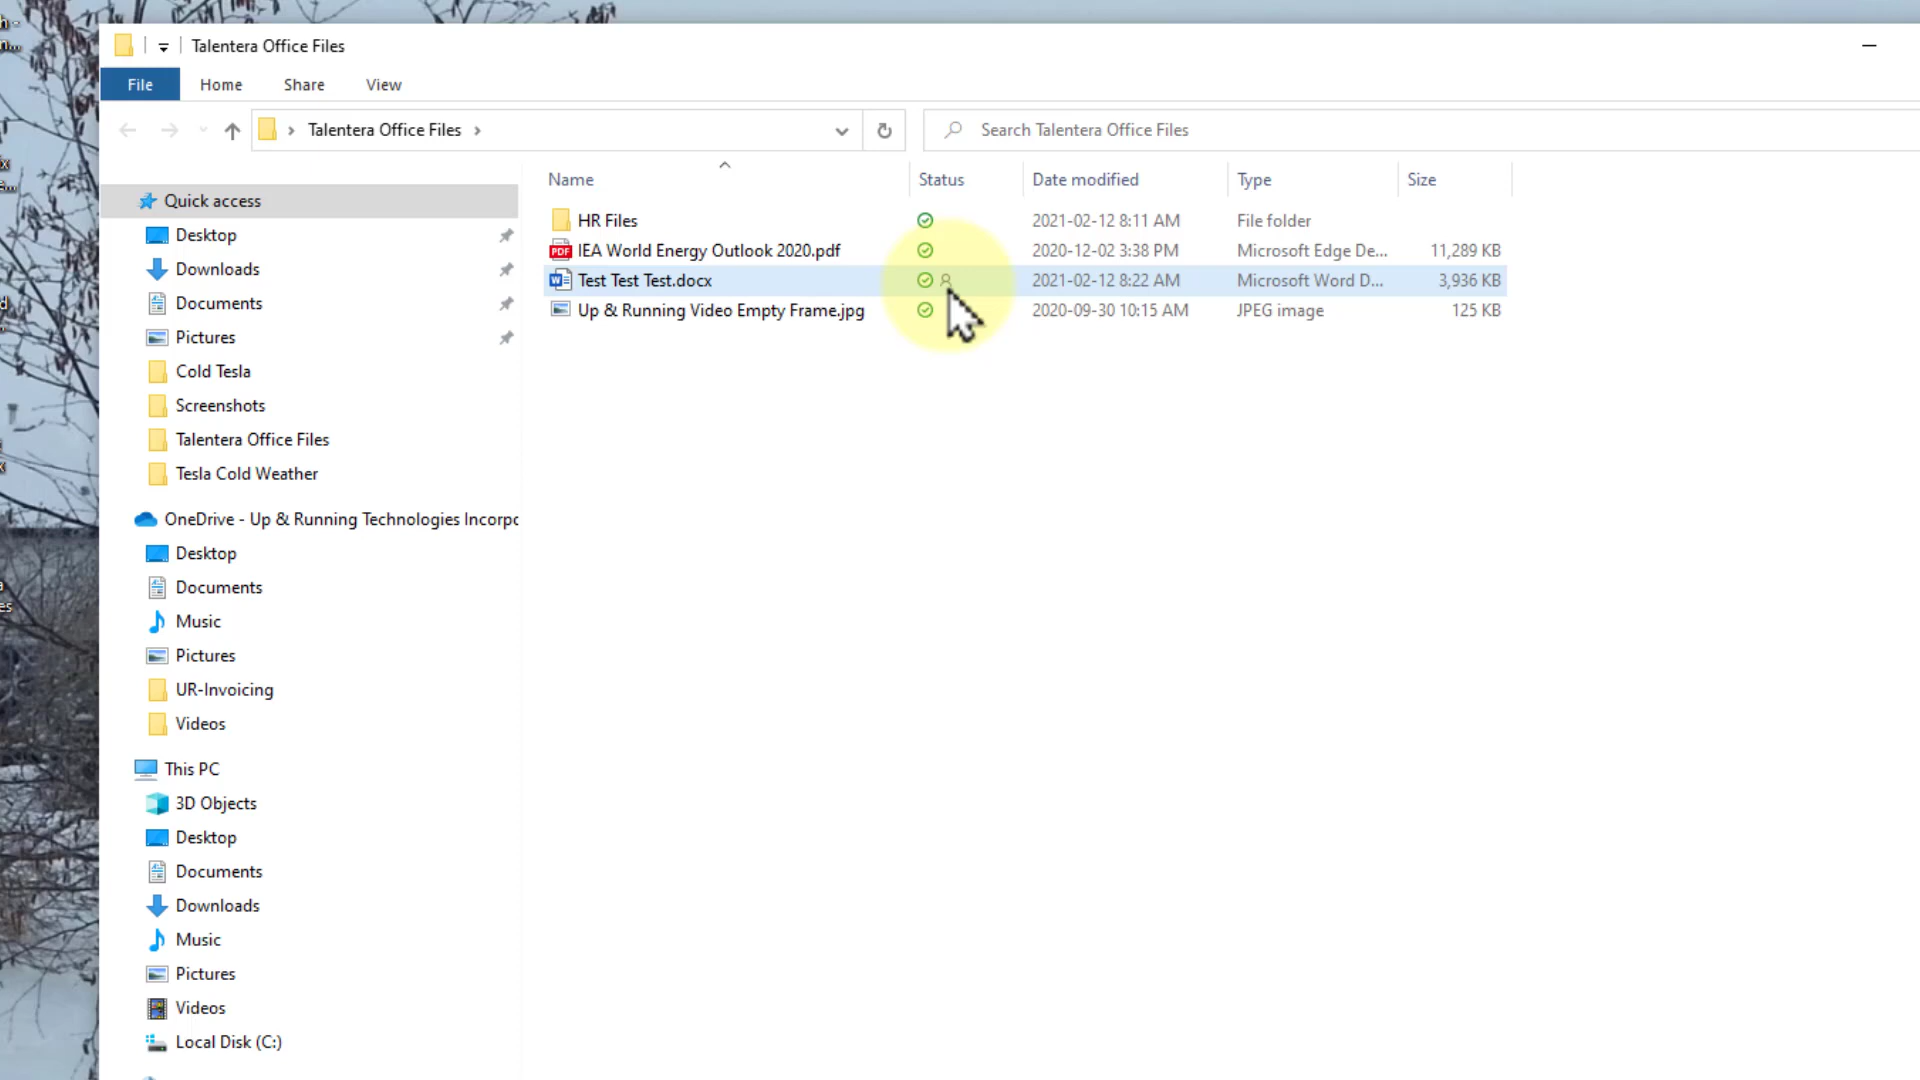 Talentera Office Files
File Home Share View
Talentera Office Files
Search Talentera Office Files
Name Status Date modified Type Size
HR Files 2021-02-12 8:11 AM File folder
PDF IEA World Energy Outlook 2020.pdf 2020-12-02 3:38 PM Microsoft Edge De... 11,289 KB
Test Test Test.docx 2021-02-12 8:22 AM Microsoft Word D... 3,936 KB
Up & Running Video Empty Frame.jpg 2020-09-30 10:15 AM JPEG image 125 KB
Quick access
Desktop
Downloads
Documents
Pictures
Cold Tesla
Screenshots
Talentera Office Files
Tesla Cold Weather
OneDrive - Up & Running Technologies Incorpo
Desktop
Documents
Music
Pictures
UR-Invoicing
Videos
This PC
3D Objects
Desktop
Documents
Downloads
Music
Pictures
Videos
Local Disk (C:)